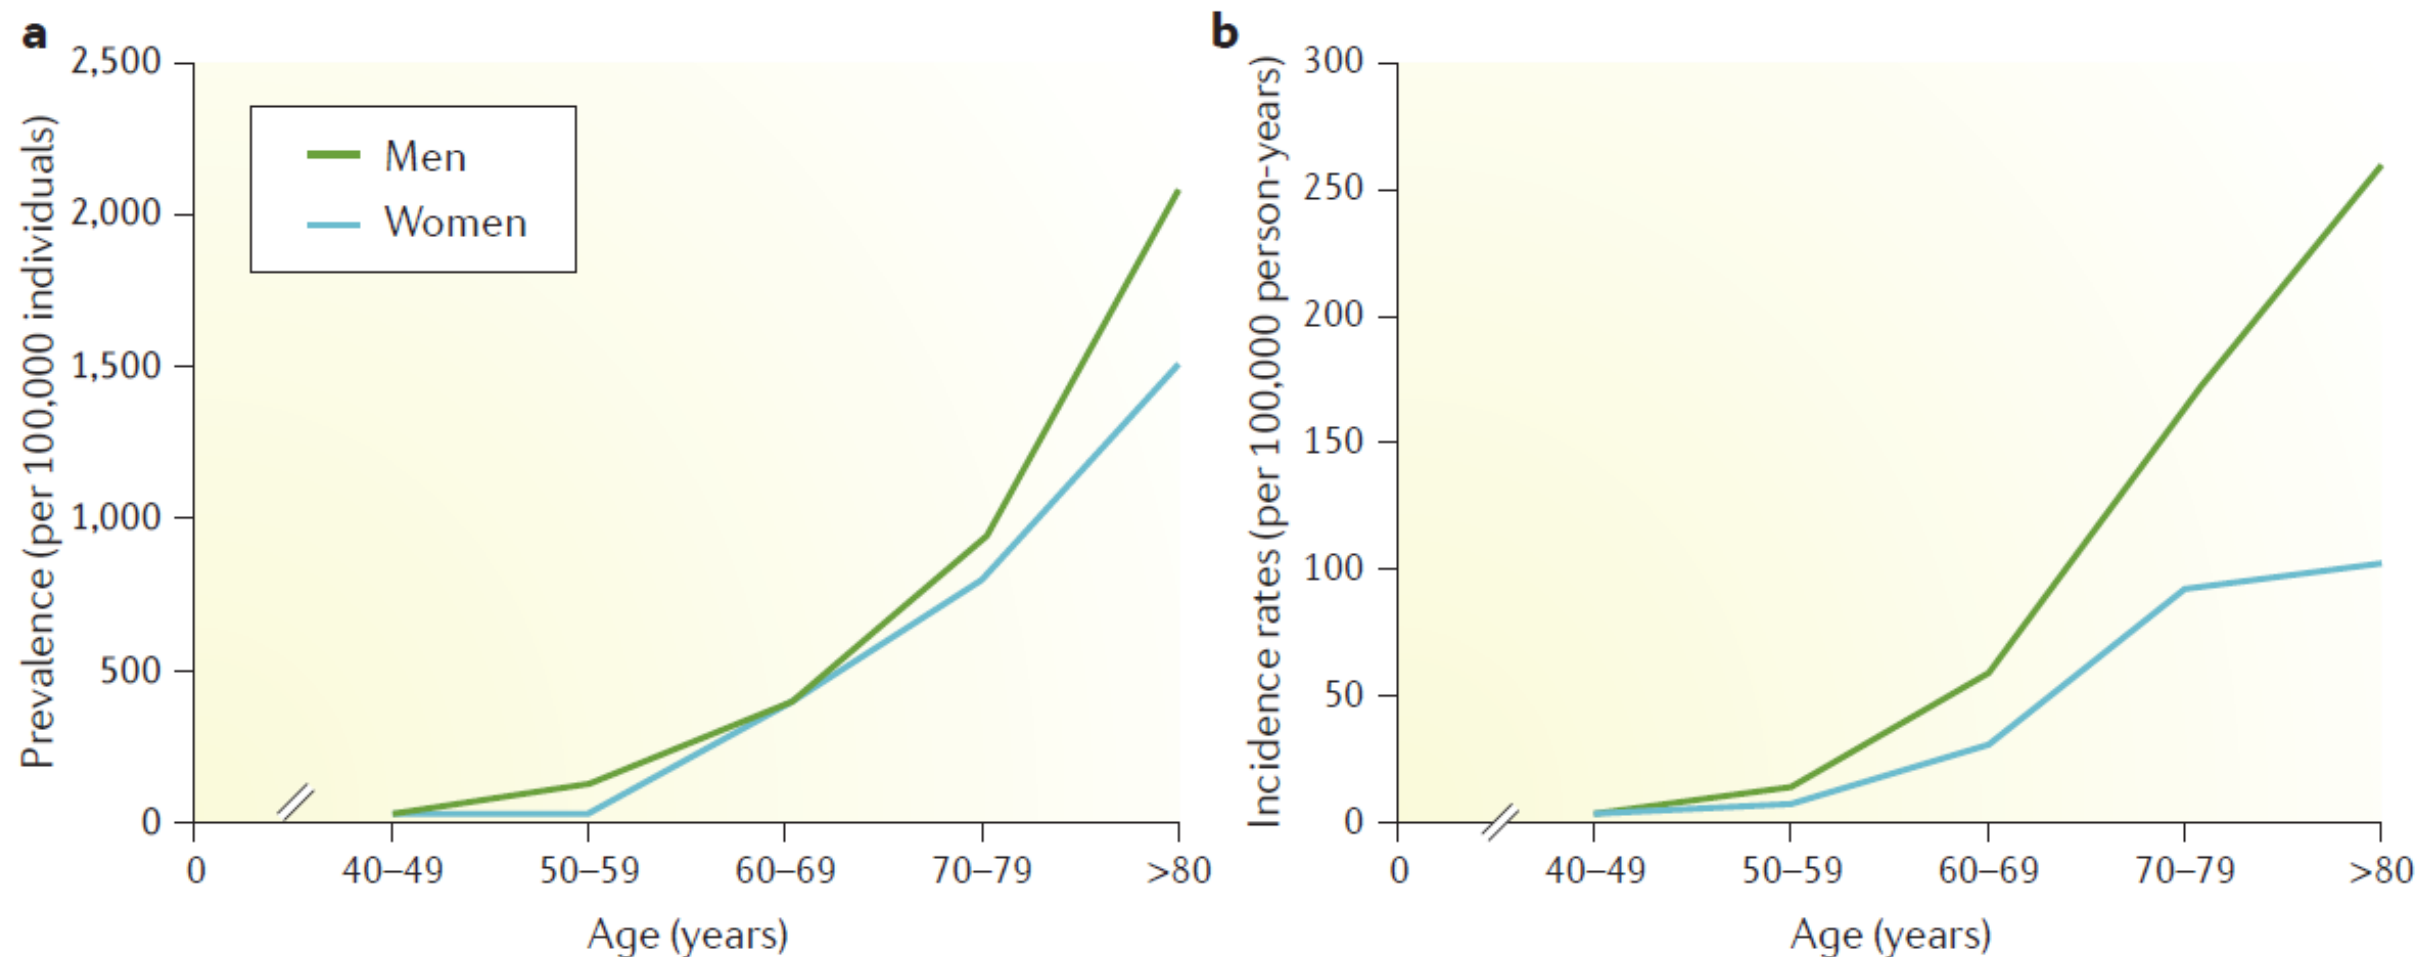 a
Prevalence (per 100,000 individuals)
2,500
2,000
1,500
1,000
500
0
Men
Women
0 40–49 50–59 60–69 70–79 >80
Age (years)
b
Incidence rates (per 100,000 person-years)
300
250
200
150
100
50
0
0 40–49 50–59 60–69 70–79 >80
Age (years)